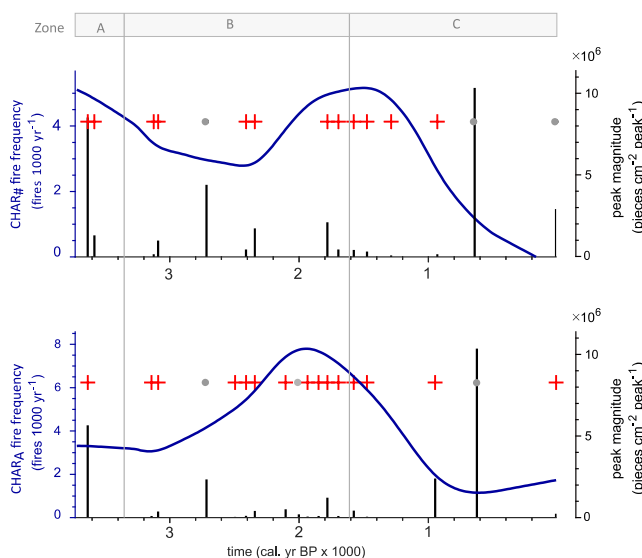 Zone A B C
×10⁶
CHAR# fire frequency
(fires 1000 yr⁻¹)
4
2
0
10
5
0
peak magnitude
(pieces cm⁻² peak⁻¹)
3 2 1
×10⁶
CHARA fire frequency
(fires 1000 yr⁻¹)
8
6
4
2
0
10
5
0
peak magnitude
(pieces cm⁻² peak⁻¹)
3 2 1
time (cal. yr BP x 1000)